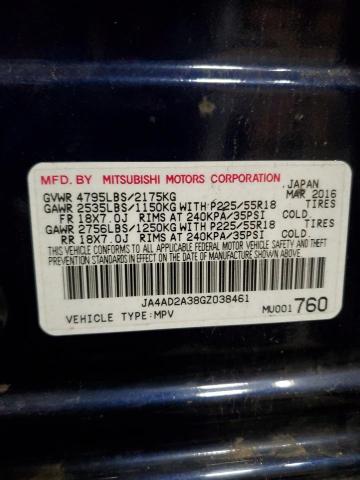 MFD. BY MITSUBISHI MOTORS CORPORATION JAPAN
GVWR 4795LBS/2175KG MAR 2016
GAWR 2535LBS/1150KG WITH P225/55R18 TIRES
FR 18X7.0J RIMS AT 240KPA/35PSI COLD.
GAWR 2756LBS/1250KG WITH P225/55R18 TIRES
RR 18X7.0J RIMS AT 240KPA/35PSI COLD.
THIS VEHICLE CONFORMS TO ALL APPLICABLE FEDERAL MOTOR VEHICLE SAFETY,
BUMPER AND THEFT PREVENTION STANDARDS IN EFFECT ON THE DATE OF
MANUFACTURE SHOWN ABOVE.
JA4AD2A38GZ038461
VEHICLE TYPE:MPV MU001760